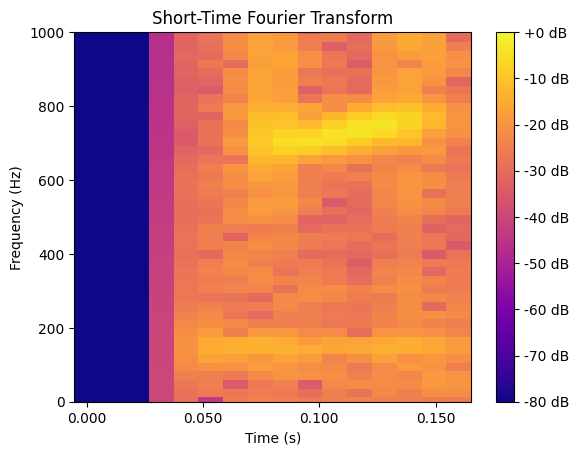 Short-Time Fourier Transform
1000
800
600
400
200
0
Frequency (Hz)
0.000
0.050
0.100
0.150
Time (s)
+0 dB
-10 dB
-20 dB
-30 dB
-40 dB
-50 dB
-60 dB
-70 dB
-80 dB